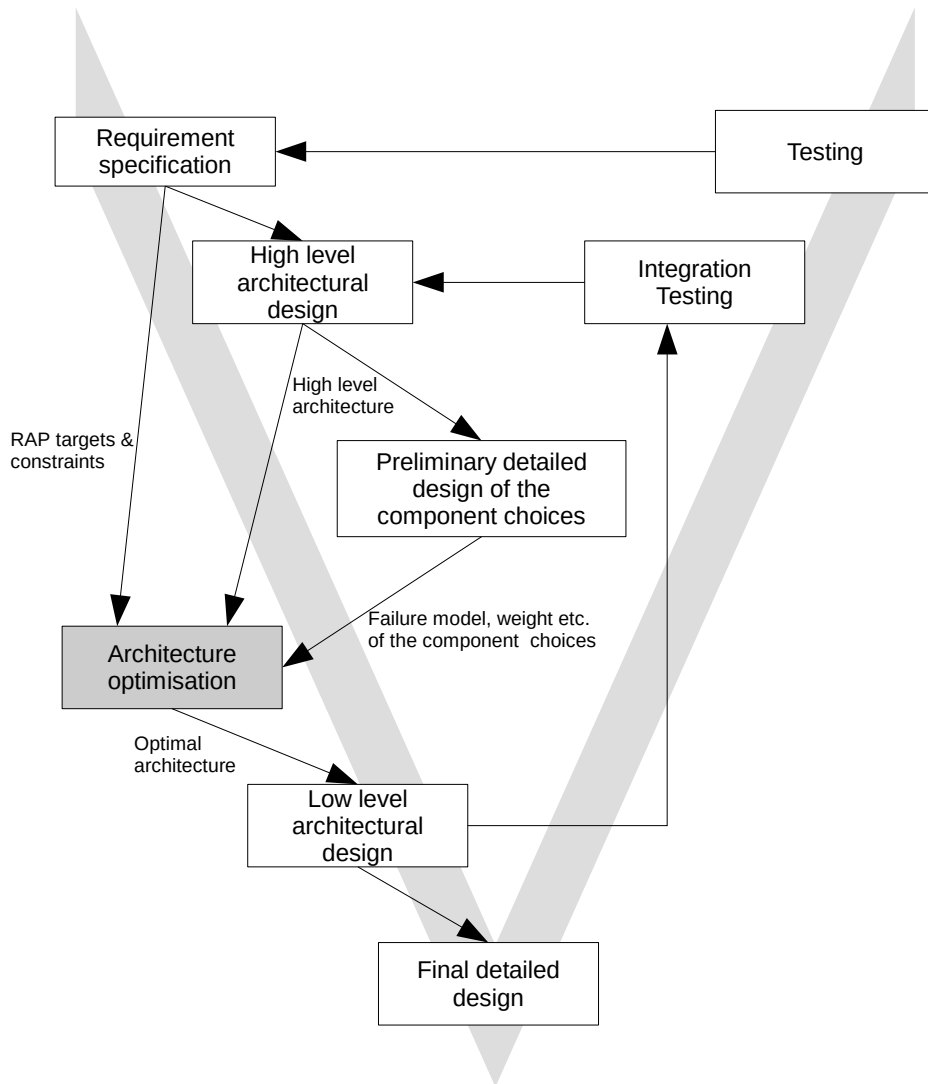 Requirement
specification
Testing
High level
architectural
design
Integration
Testing
High level
architecture
RAP targets &
constraints
Preliminary detailed
design of the
component choices
Failure model, weight etc.
of the component  choices
Architecture
optimisation
Optimal
architecture
Low level
architectural
design
Final detailed
design